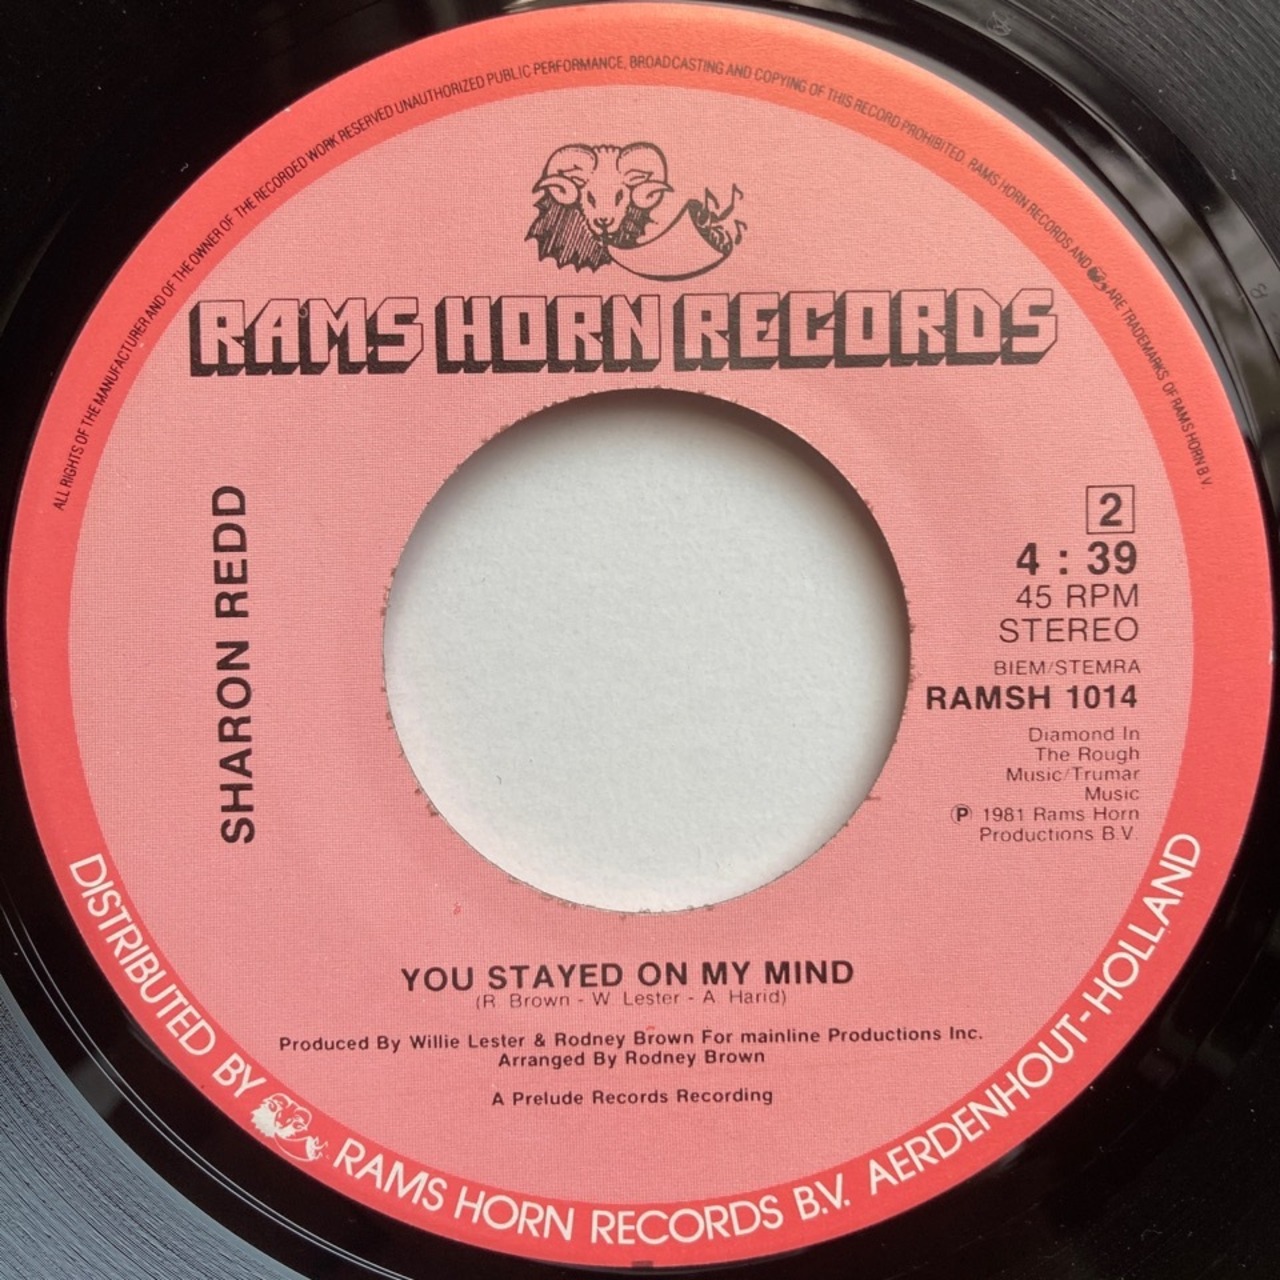 ALL RIGHTS OF THE MANUFACTURER AND OF THE OWNER OF THE RECORDED WORK RESERVED UNAUTHORIZED PUBLIC PERFORMANCE, BROADCASTING AND COPYING OF THIS RECORD PROHIBITED. RAMS HORN RECORDS AND ARE TRADEMARKS OF RAMS HORN B.V.
RAMS HORN RECORDS
SHARON REDD
2
4 : 39
45 RPM
STEREO
BIEM/STEMRA
RAMSH 1014
Diamond In
The Rough
Music/Trumar
Music
℗ 1981 Rams Horn
Productions B.V.
YOU STAYED ON MY MIND
(R. Brown - W. Lester - A. Harid)
Produced By Willie Lester & Rodney Brown For mainline Productions Inc.
Arranged By Rodney Brown
A Prelude Records Recording
DISTRIBUTED BY RAMS HORN RECORDS B.V. AERDENHOUT-HOLLAND